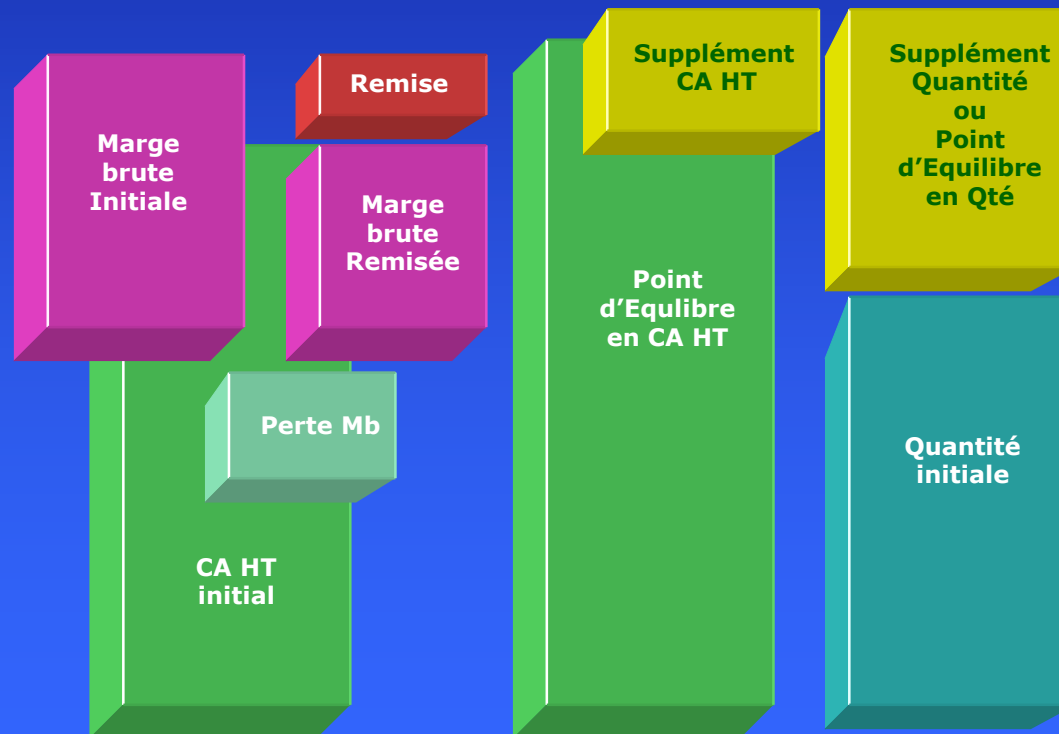 Marge
brute
Initiale
Remise
Marge
brute
Remisée
Perte Mb
CA HT
initial
Supplément
CA HT
Point
d’Equlibre
en CA HT
Supplément
Quantité
ou
Point
d’Equilibre
en Qté
Quantité
initiale